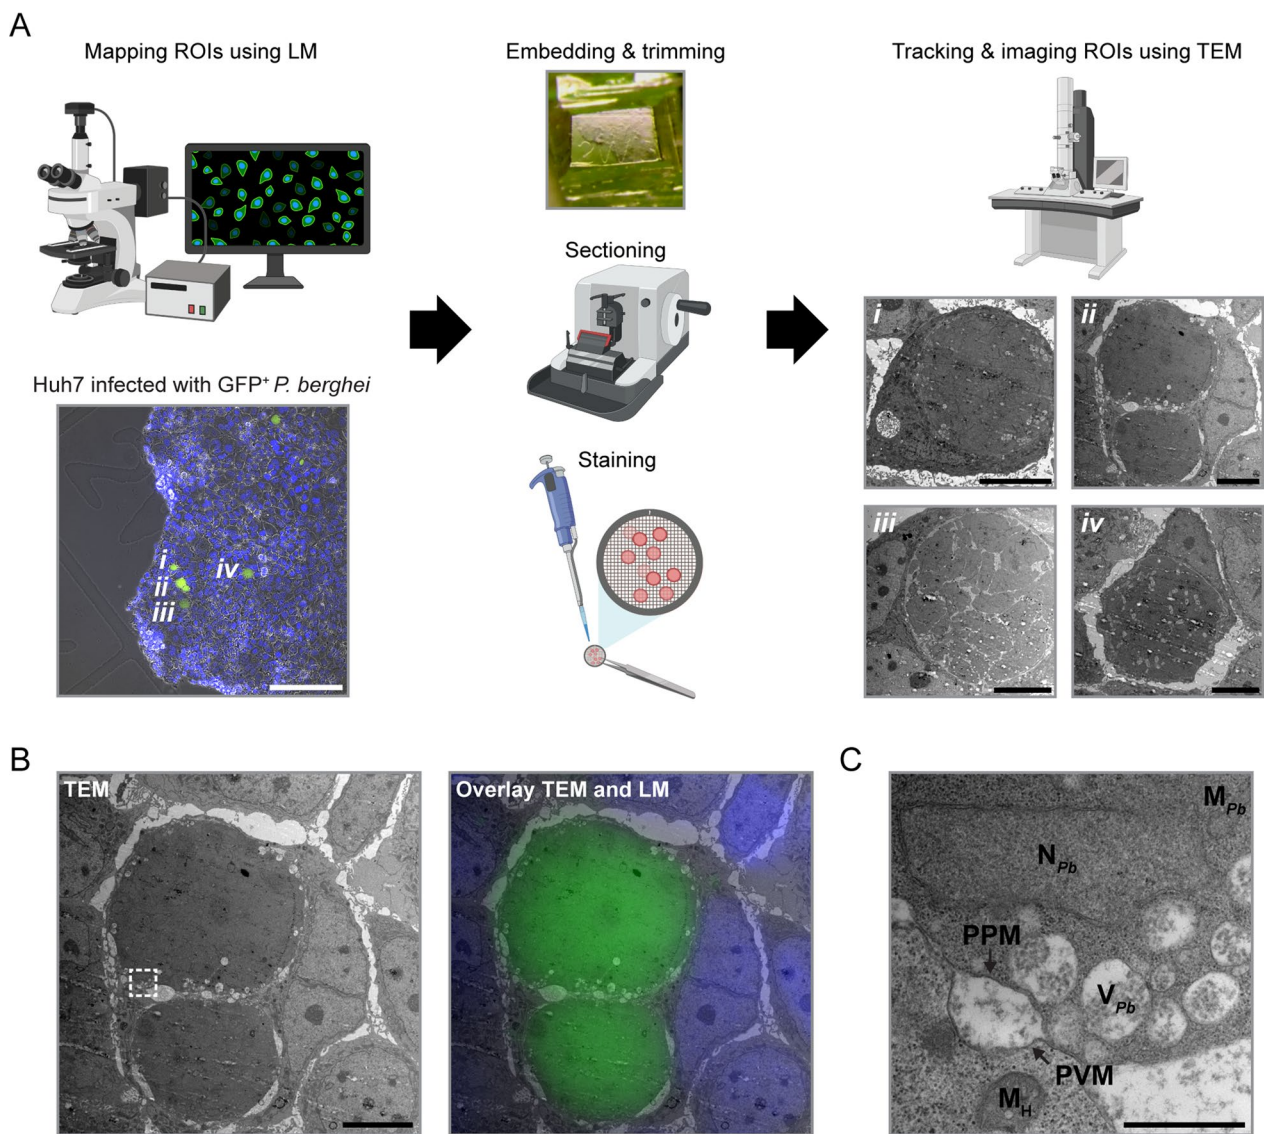 A
Mapping ROIs using LM
Embedding & trimming
Tracking & imaging ROIs using TEM
Sectioning
Huh7 infected with GFP⁺ P. berghei
Staining
i
ii
iii
iv
i
ii
iii
iv
B
TEM
Overlay TEM and LM
C
M_Pb
N_Pb
PPM
V_Pb
PVM
M_H